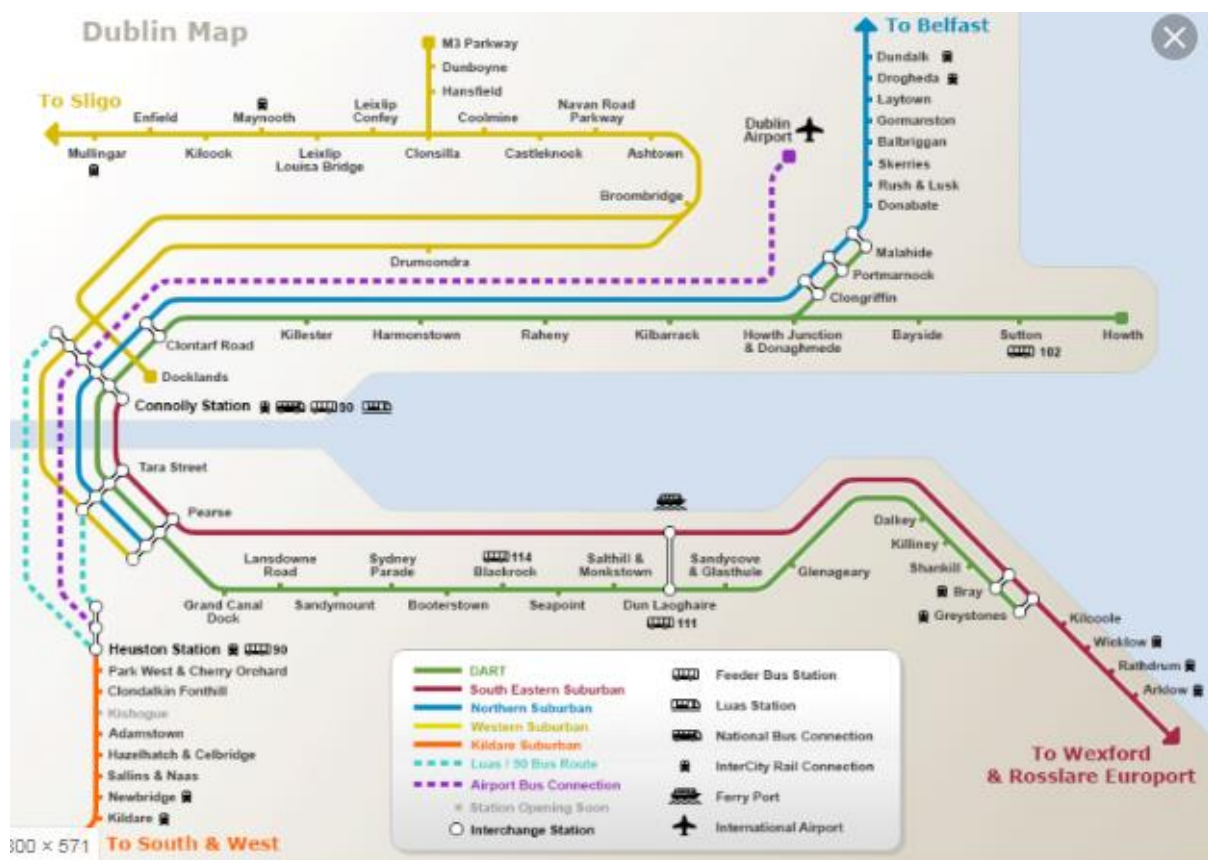 Dublin Map
To Belfast
M3 Parkway
Dunboyne
Hansfield
Dundalk
Drogheda
Laytown
Gormanston
Balbriggan
Skerries
Rush & Lusk
Donabate
To Sligo
Enfield
Maynooth
Leixlip
Confey
Coolmine
Navan Road
Parkway
Dublin
Airport
Mullingar
Kilcock
Leixlip
Louisa Bridge
Clonsilla
Castleknock
Ashtown
Broombridge
Drumcondra
Malahide
Portmarnock
Clongriffin
Clontarf Road
Killester
Harmonstown
Raheny
Kilbarrack
Howth Junction
& Donaghmede
Bayside
Sutton
102
Howth
Docklands
Connolly Station 90
Tara Street
Pearse
Lansdowne
Road
Sydney
Parade
114
Blackrock
Salthill &
Monkstown
Sandycove
& Glasthule
Glenageary
Dalkey
Killiney
Shankill
Bray
Greystones
Grand Canal
Dock
Sandymount
Booterstown
Seapoint
Dun Laoghaire
111
Kilcoole
Wicklow
Rathdrum
Arklow
To Wexford
& Rosslare Europort
Heuston Station 90
Park West & Cherry Orchard
Clondalkin Fonthill
Kishogue
Adamstown
Hazelhatch & Celbridge
Sallins & Naas
Newbridge
Kildare
To South & West
DART
South Eastern Suburban
Northern Suburban
Western Suburban
Kildare Suburban
Luas / 90 Bus Route
Airport Bus Connection
Station Opening Soon
Interchange Station
Feeder Bus Station
Luas Station
National Bus Connection
InterCity Rail Connection
Ferry Port
International Airport
× 571